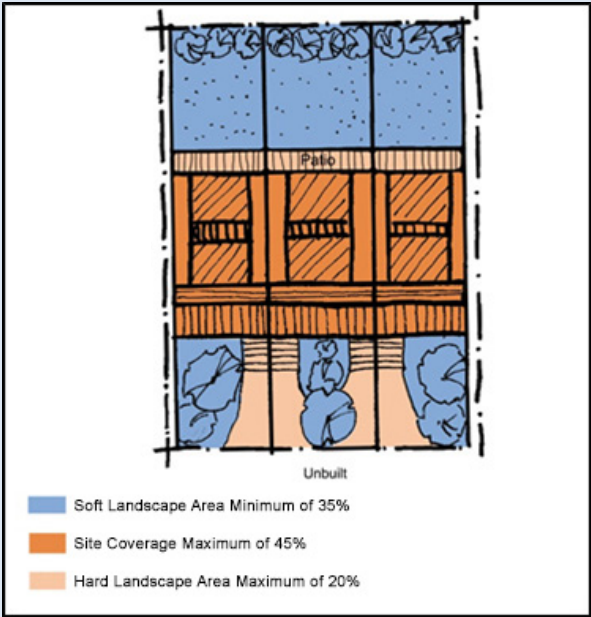 Patio
Unbuilt
Soft Landscape Area Minimum of 35%
Site Coverage Maximum of 45%
Hard Landscape Area Maximum of 20%